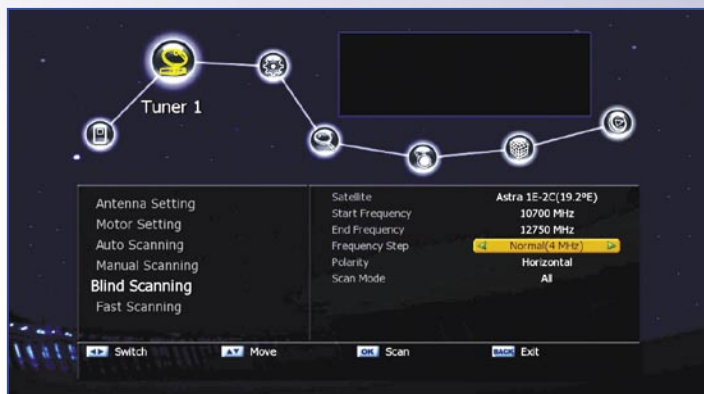 Tuner 1
Antenna Setting
Motor Setting
Auto Scanning
Manual Scanning
Blind Scanning
Fast Scanning
Satellite Astra 1E-2C(19.2ºE)
Start Frequency 10700 MHz
End Frequency 12750 MHz
Frequency Step Normal(4 MHz)
Polarity Horizontal
Scan Mode All
Switch Move OK Scan BACK Exit